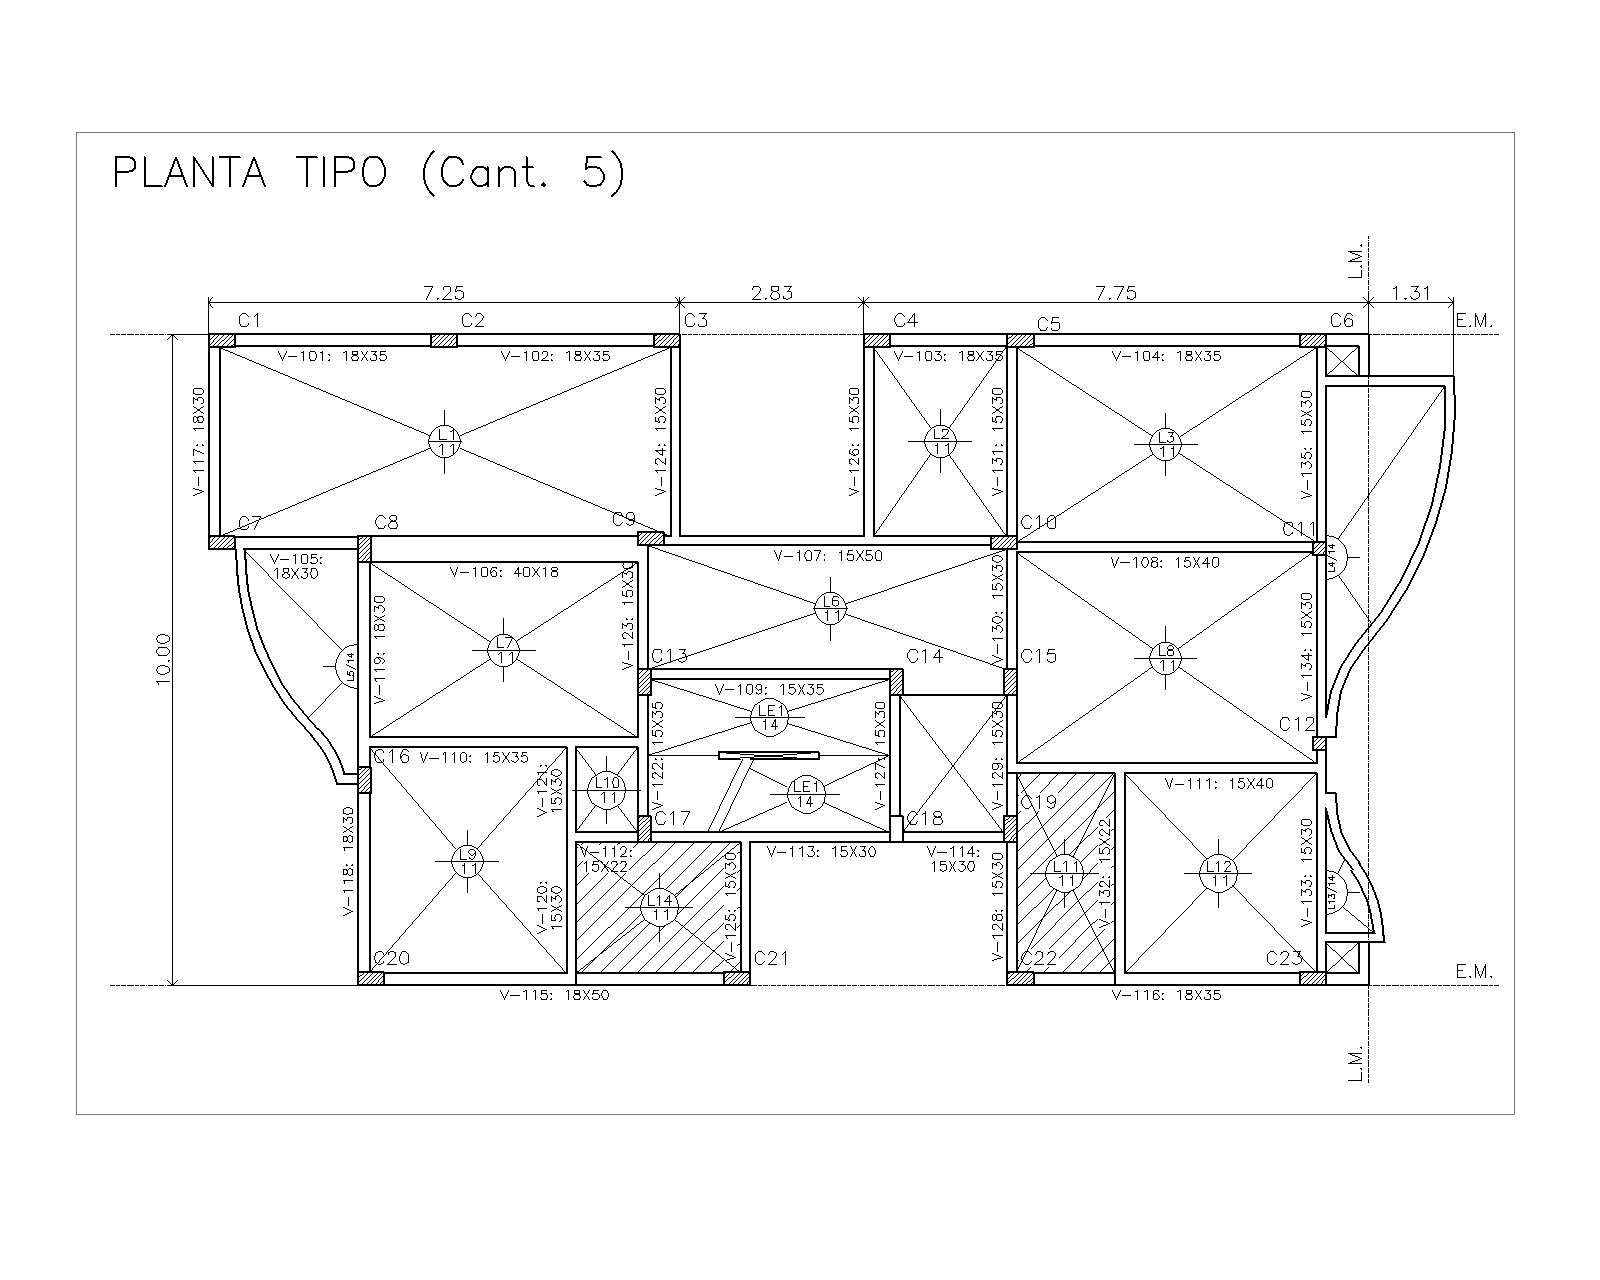 PLANTA TIPO (Cant. 5)
L.M.
7.25
2.83
7.75
1.31
C1
C2
C3
C4
C5
C6
E.M.
V-101: 18X35
V-102: 18X35
V-103: 18X35
V-104: 18X35
V-117: 18X30
V-124: 15X30
V-126: 15X30
V-131: 15X30
V-135: 15X30
L1
11
L2
11
L3
11
C7
C8
C9
C10
C11
V-105:
18X30
V-106: 40X18
V-107: 15X50
V-108: 15X40
L4/14
10.00
V-119: 18X30
V-123: 15X30
V-130: 15X30
V-134: 15X30
L6
11
L7
11
L8
11
L5/14
C13
C14
C15
V-109: 15X35
LE1
14
C12
C16
V-110: 15X35
V-121:
15X30
V-122: 15X35
V-127: 15X30
V-129: 15X30
L10
11
LE1
14
V-111: 15X40
C17
C18
C19
V-118: 18X30
L9
11
V-112:
15X22
V-113: 15X30
V-114:
15X30
V-120:
15X30
L14
11
V-125: 15X30
V-128: 15X30
L11
11
V-132: 15X22
L12
11
V-133: 15X30
L13/14
C20
C21
C22
C23
E.M.
V-115: 18X50
V-116: 18X35
L.M.